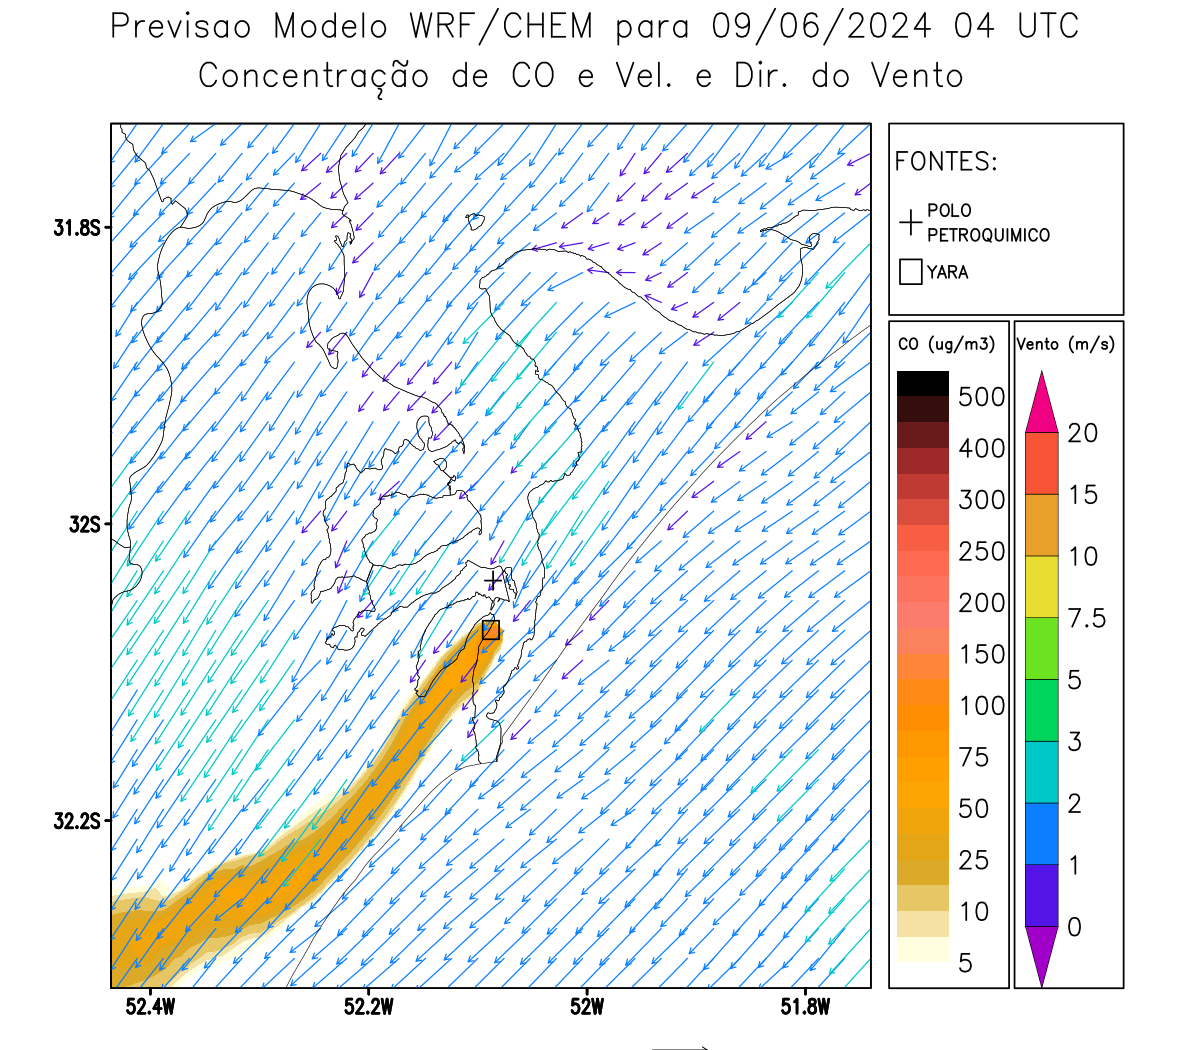 Previsao Modelo WRF/CHEM para 09/06/2024 04 UTC
Concentração de CO e Vel. e Dir. do Vento
FONTES:
POLO
PETROQUIMICO
YARA
CO (ug/m3)
500
400
300
250
200
150
100
75
50
25
10
5
Vento (m/s)
20
15
10
7.5
5
3
2
1
0
31.8S
32S
32.2S
52.4W
52.2W
52W
51.8W